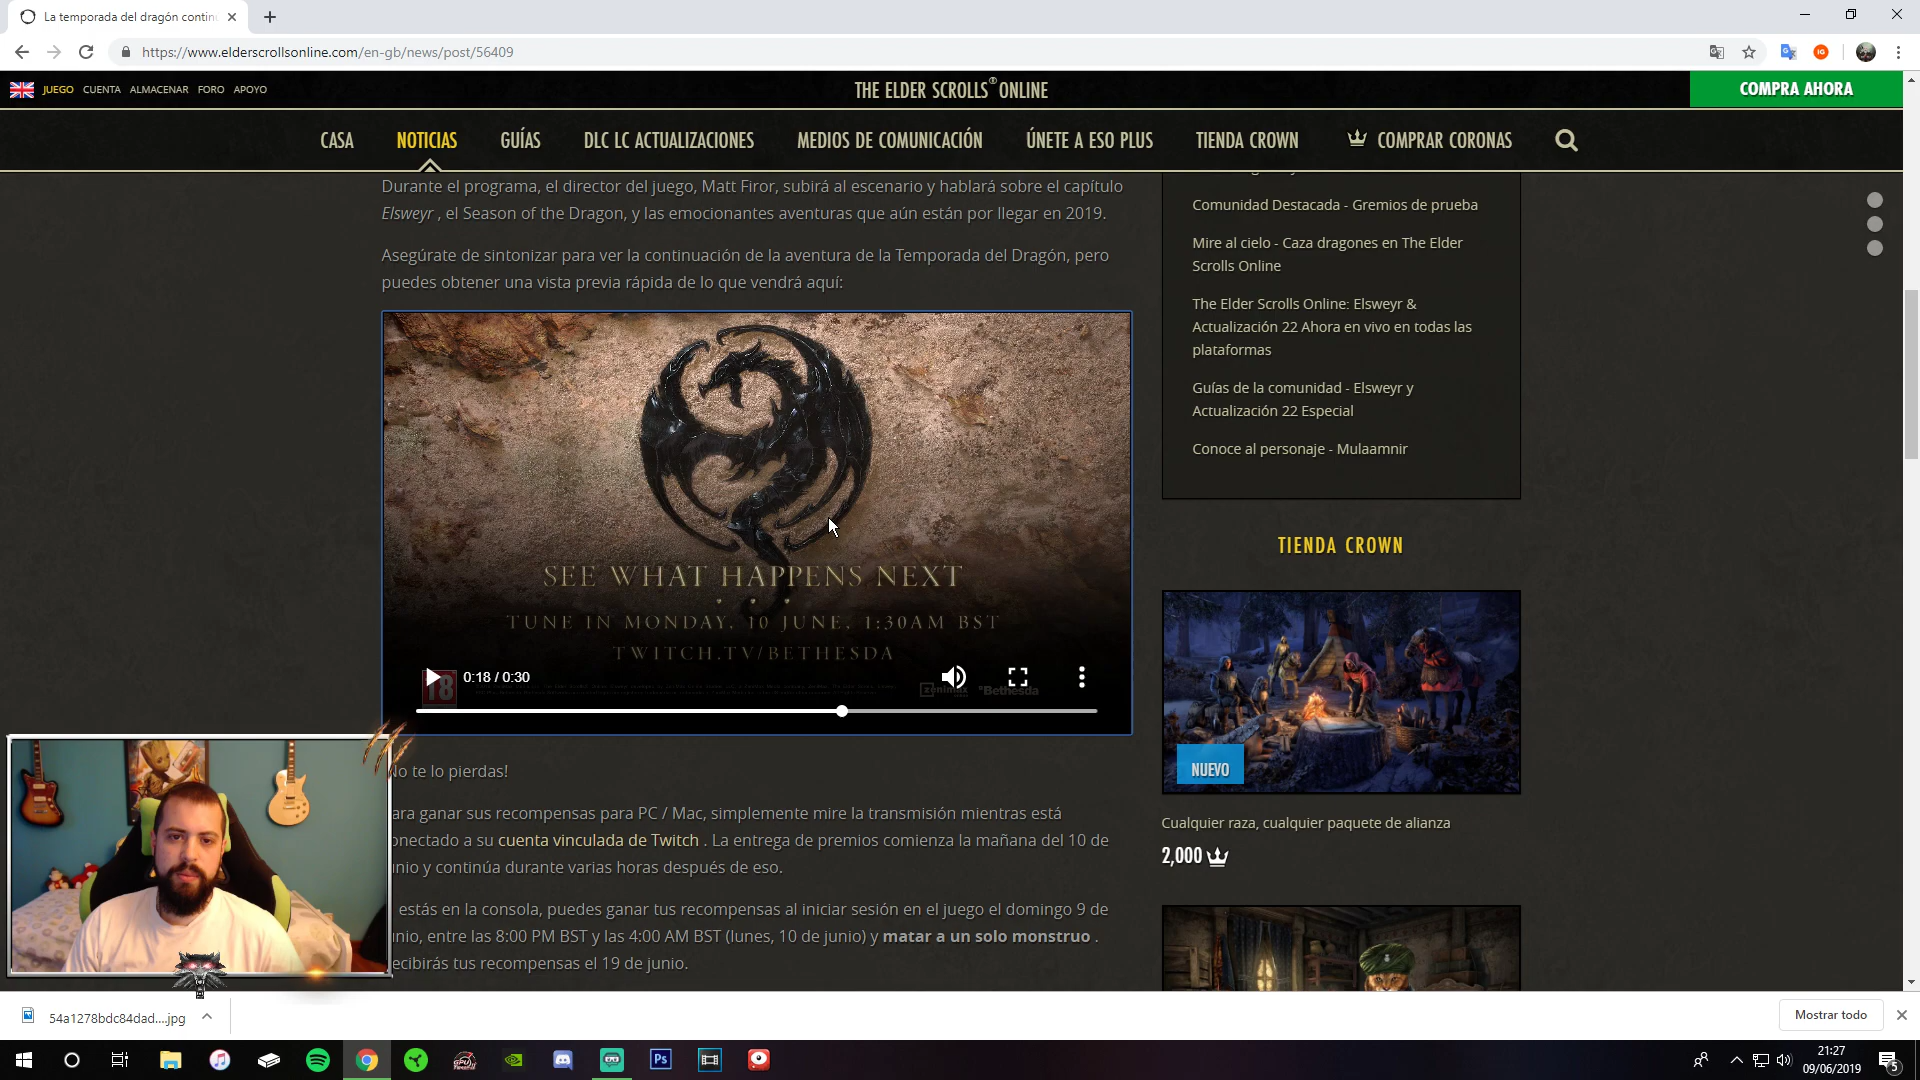 La temporada del dragón contin
https://www.elderscrollsonline.com/en-gb/news/post/56409
JUEGO CUENTA ALMACENAR FORO APOYO
THE ELDER SCROLLS® ONLINE
COMPRA AHORA
CASA NOTICIAS GUÍAS DLC LC ACTUALIZACIONES MEDIOS DE COMUNICACIÓN ÚNETE A ESO PLUS TIENDA CROWN COMPRAR CORONAS
Durante el programa, el director del juego, Matt Firor, subirá al escenario y hablará sobre el capítulo
Elsweyr , el Season of the Dragon, y las emocionantes aventuras que aún están por llegar en 2019.
Asegúrate de sintonizar para ver la continuación de la aventura de la Temporada del Dragón, pero
puedes obtener una vista previa rápida de lo que vendrá aquí:
SEE WHAT HAPPENS NEXT
TUNE IN MONDAY, 10 JUNE, 1:30AM BST
TWITCH.TV/BETHESDA
18
0:18 / 0:30
Bethesda
No te lo pierdas!
ara ganar sus recompensas para PC / Mac, simplemente mire la transmisión mientras está
onectado a su cuenta vinculada de Twitch . La entrega de premios comienza la mañana del 10 de
unio y continúa durante varias horas después de eso.
estás en la consola, puedes ganar tus recompensas al iniciar sesión en el juego el domingo 9 de
unio, entre las 8:00 PM BST y las 4:00 AM BST (lunes, 10 de junio) y matar a un solo monstruo .
ecibirás tus recompensas el 19 de junio.
Comunidad Destacada - Gremios de prueba
Mire al cielo - Caza dragones en The Elder
Scrolls Online
The Elder Scrolls Online: Elsweyr &
Actualización 22 Ahora en vivo en todas las
plataformas
Guías de la comunidad - Elsweyr y
Actualización 22 Especial
Conoce al personaje - Mulaamnir
TIENDA CROWN
NUEVO
Cualquier raza, cualquier paquete de alianza
2,000
54a1278bdc84dad....jpg
Mostrar todo
Ps
21:27
09/06/2019
5